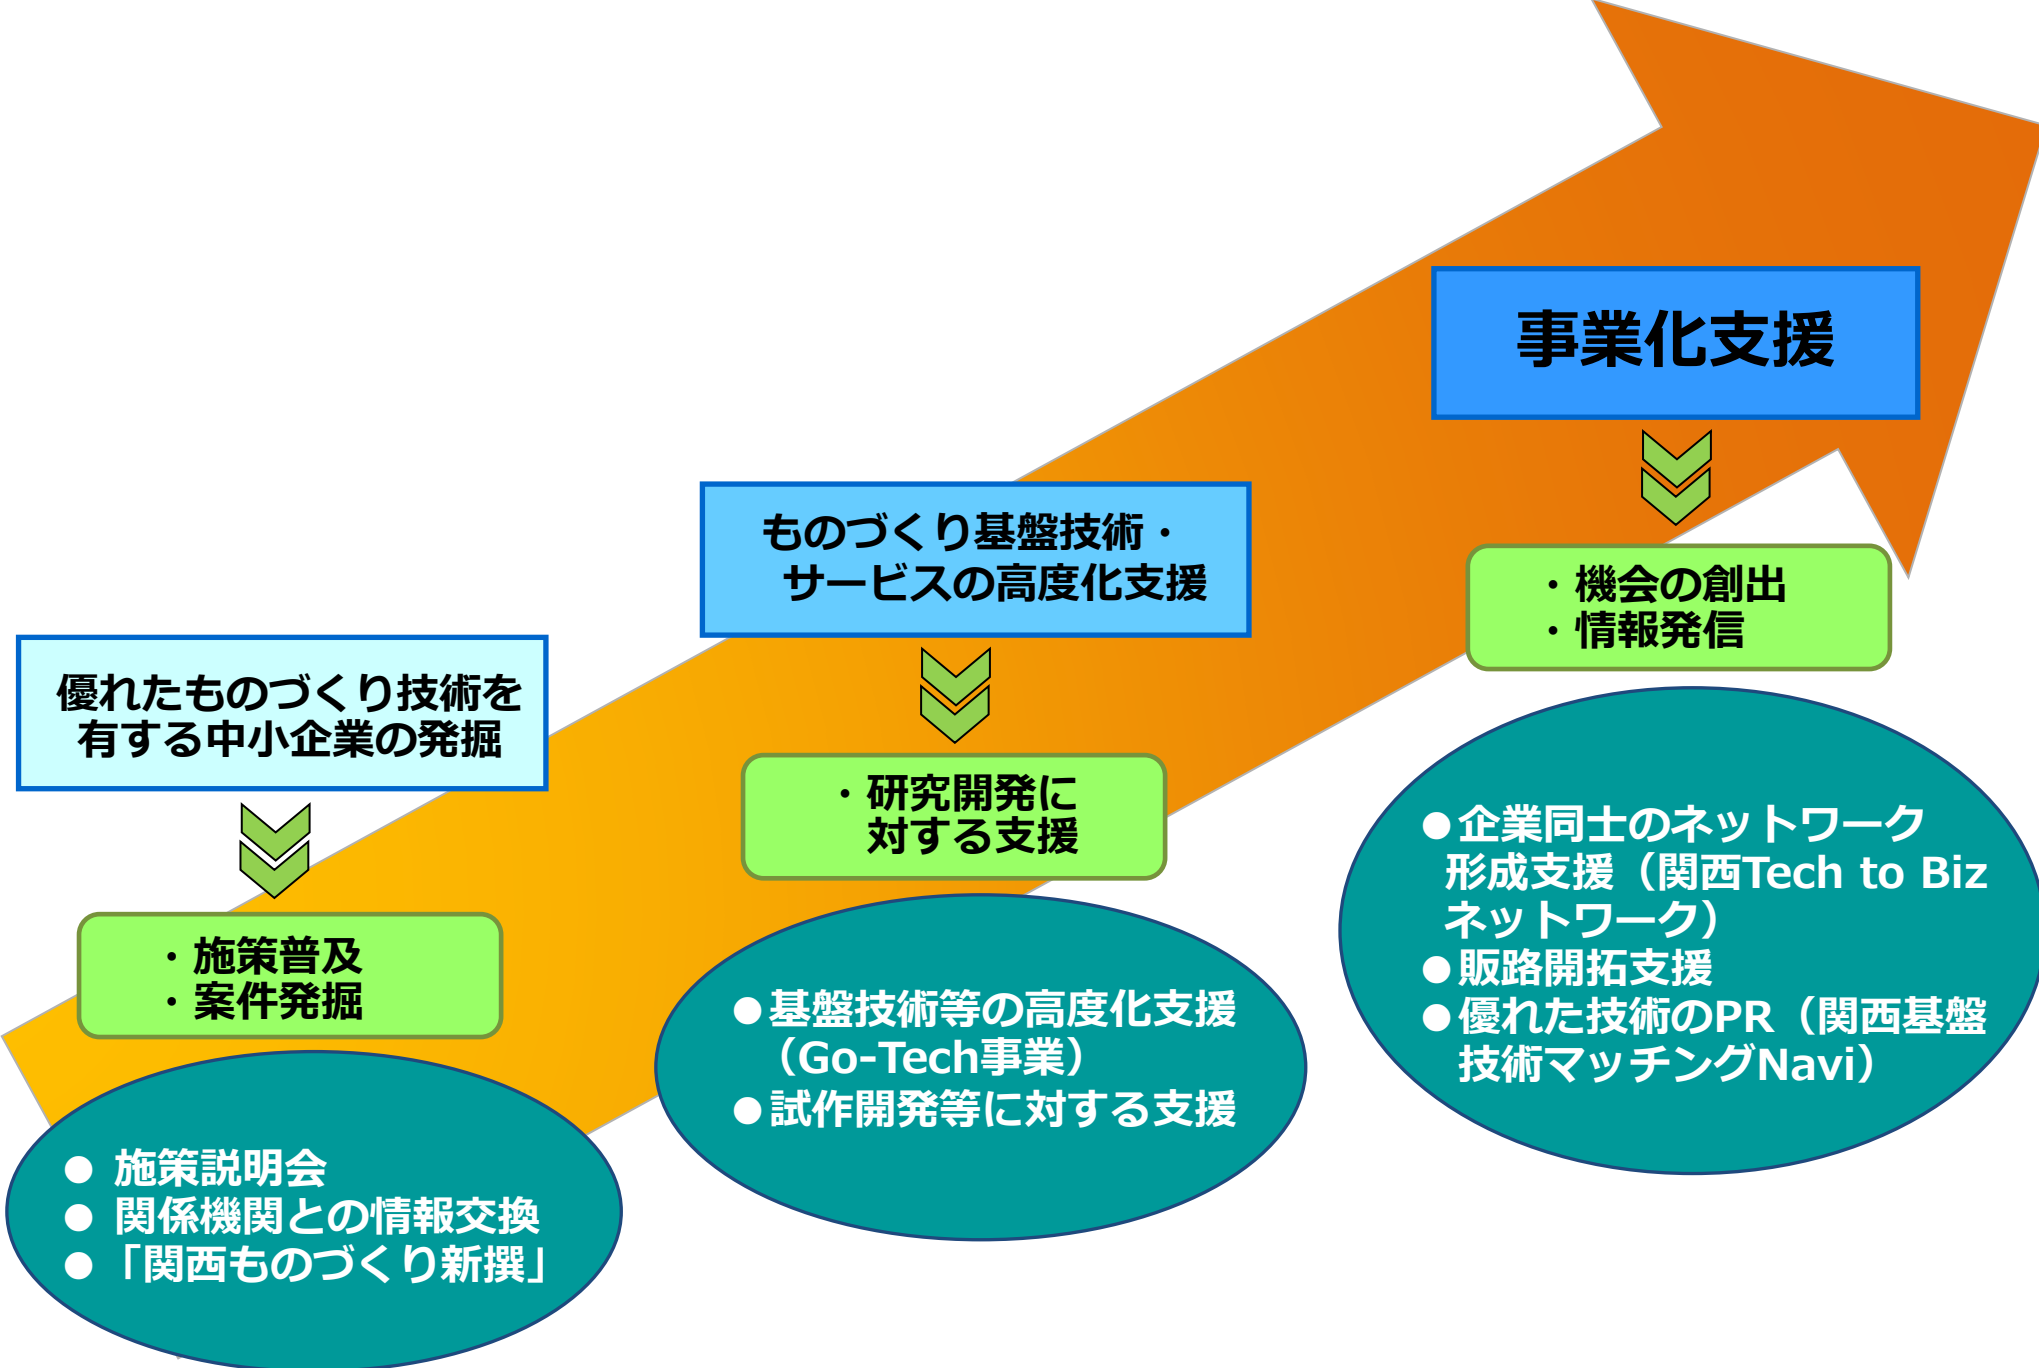 優れたものづくり技術を
有する中小企業の発掘
・施策普及
・案件発掘
● 施策説明会
● 関係機関との情報交換
●「関西ものづくり新撰」
ものづくり基盤技術・
サービスの高度化支援
・研究開発に
対する支援
●基盤技術等の高度化支援
（Go-Tech事業）
●試作開発等に対する支援
事業化支援
・機会の創出
・情報発信
●企業同士のネットワーク
形成支援（関西Tech to Biz
ネットワーク）
●販路開拓支援
●優れた技術のPR（関西基盤
技術マッチングNavi）